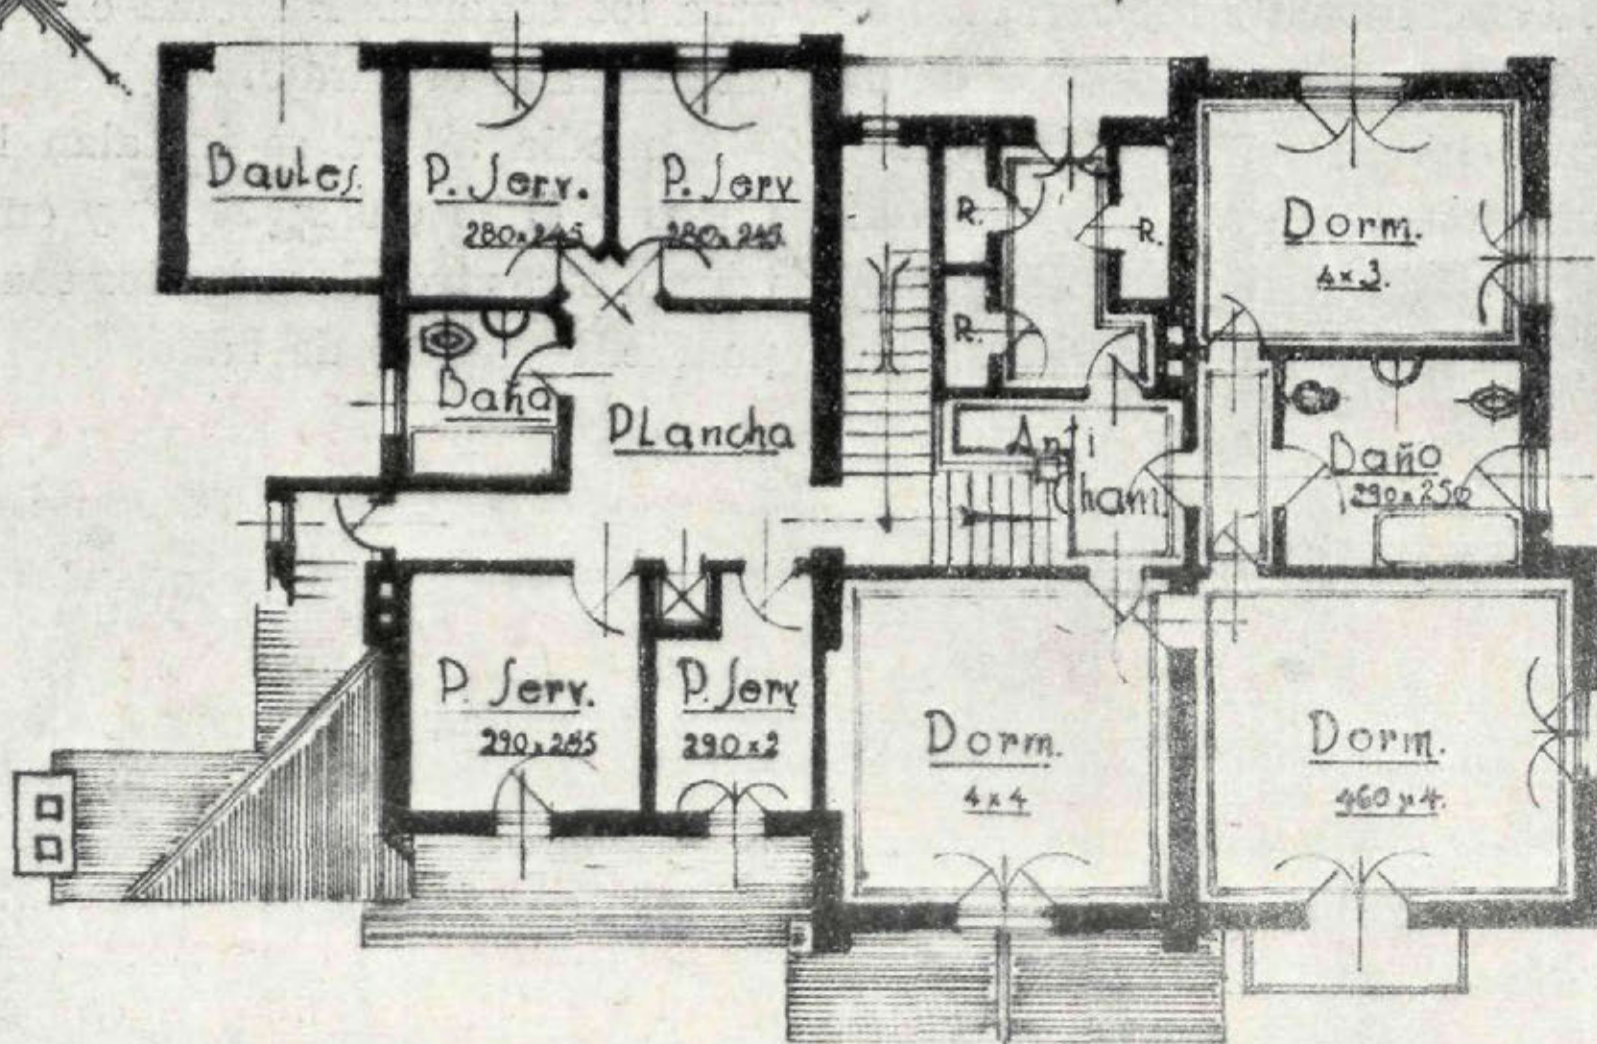 Baules.
P. Serv.
280x245
P. Serv
280x245
R.
R.
R.
Dorm.
4x3.
Baño
PLancha
Anti
Cham.
Baño
290x250
P. Serv.
290x285
P. Serv
290x2
Dorm.
4x4
Dorm.
460x4.